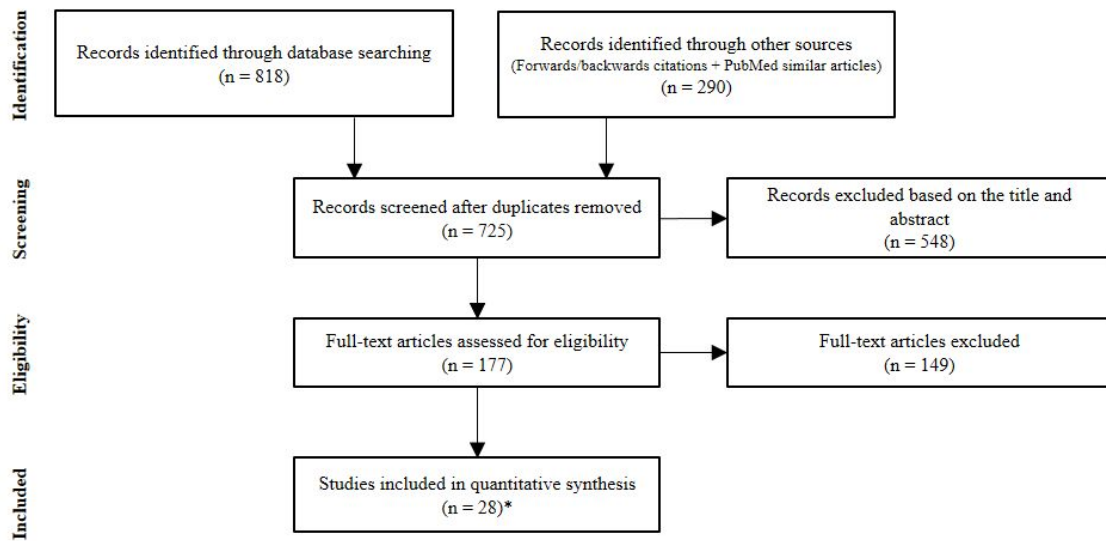 Identification
Records identified through database searching
(n = 818)
Records identified through other sources
(Forwards/backwards citations + PubMed similar articles)
(n = 290)
Screening
Records screened after duplicates removed
(n = 725)
Records excluded based on the title and
abstract
(n = 548)
Eligibility
Full-text articles assessed for eligibility
(n = 177)
Full-text articles excluded
(n = 149)
Included
Studies included in quantitative synthesis
(n = 28)*